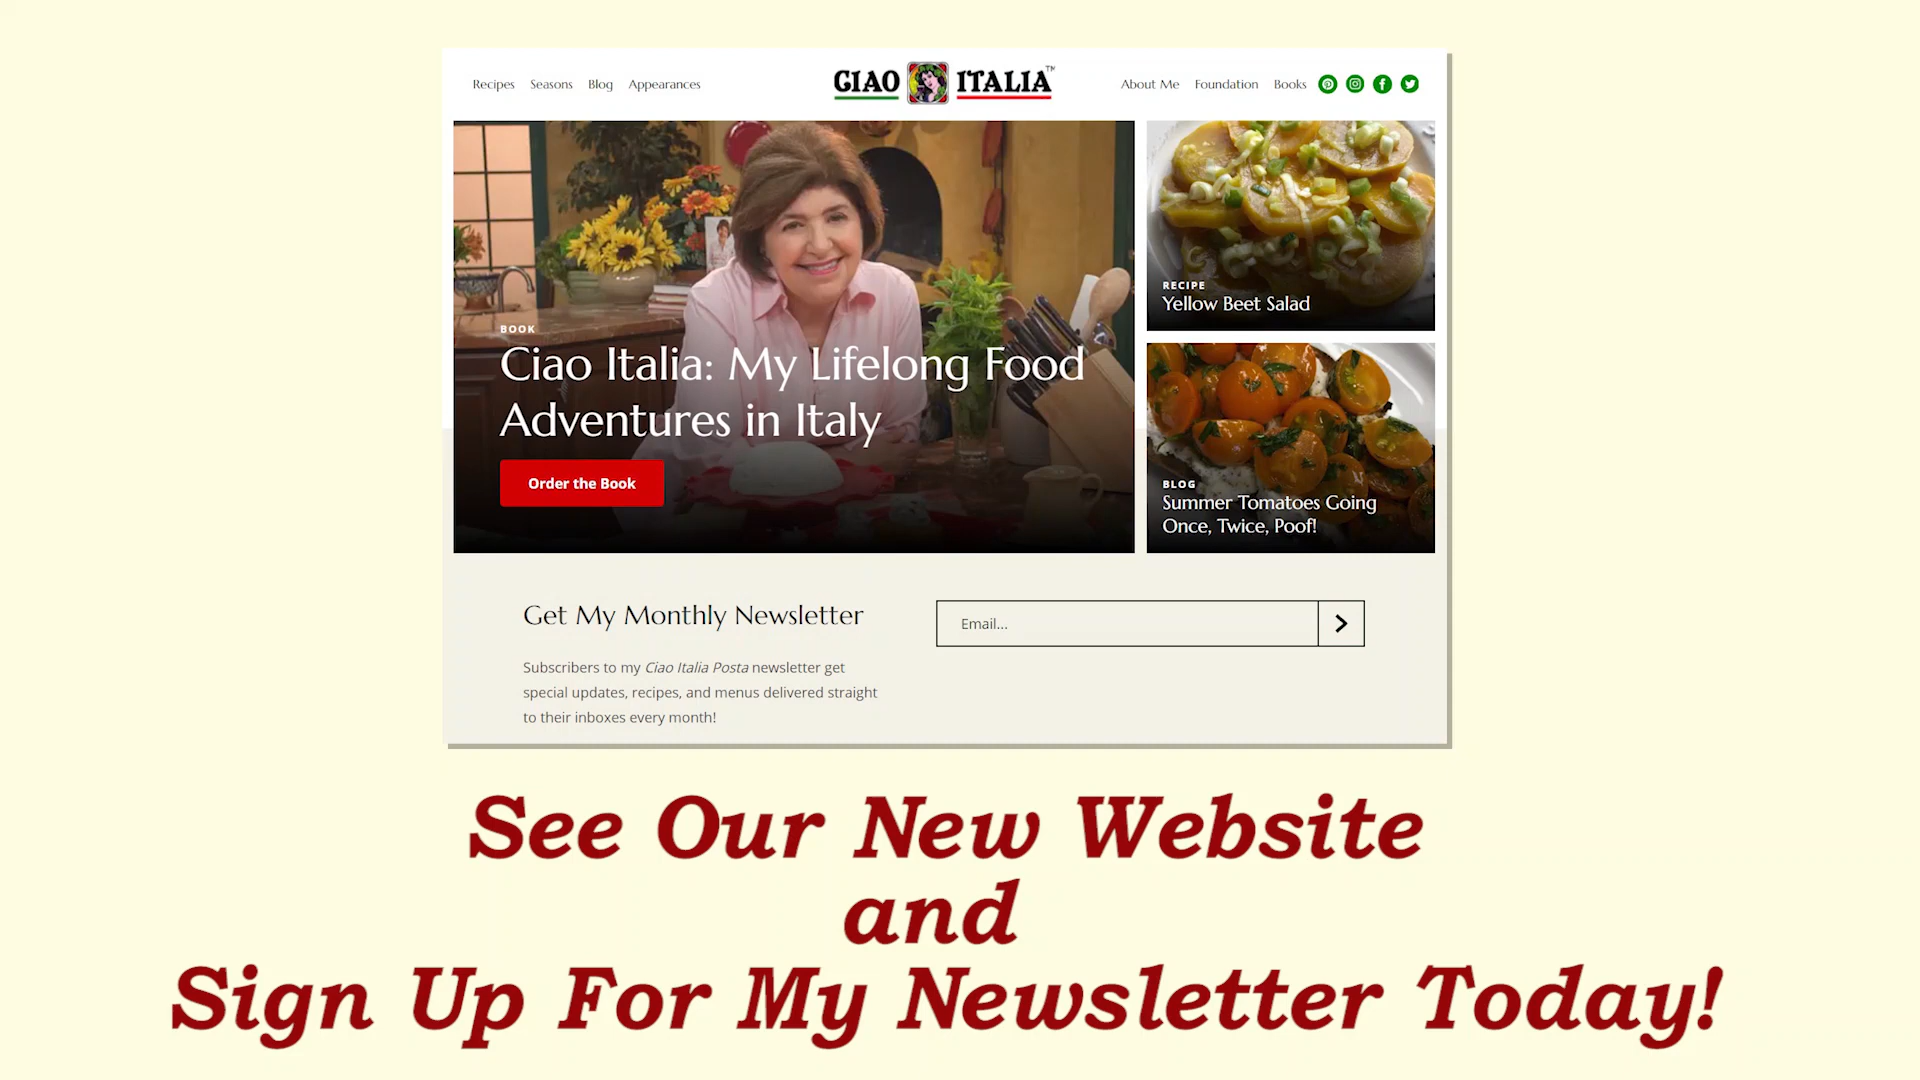 Recipes Seasons Blog Appearances
CIAO ITALIA™
About Me Foundation Books
BOOK
Ciao Italia: My Lifelong Food
Adventures in Italy
Order the Book
RECIPE
Yellow Beet Salad
BLOG
Summer Tomatoes Going
Once, Twice, Poof!
Get My Monthly Newsletter
Subscribers to my Ciao Italia Posta newsletter get
special updates, recipes, and menus delivered straight
to their inboxes every month!
Email...
See Our New Website
and
Sign Up For My Newsletter Today!